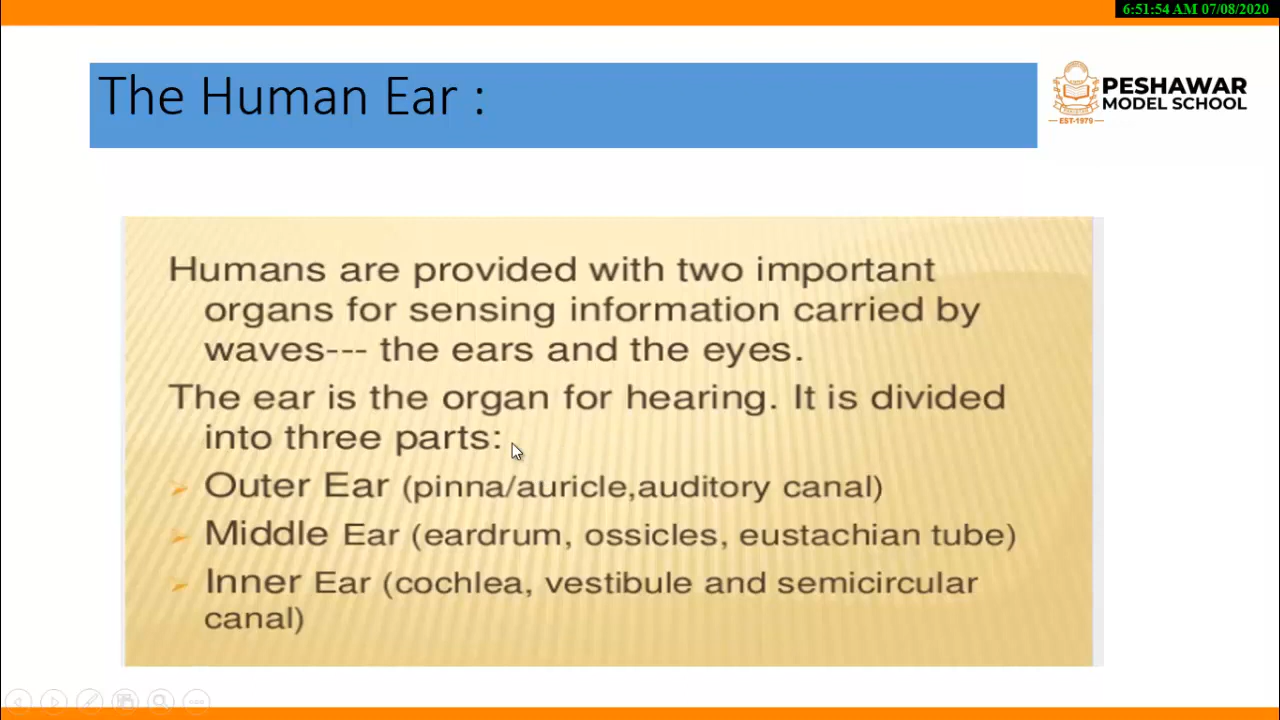 6:51:54 AM 07/08/2020
The Human Ear :
PESHAWAR
MODEL SCHOOL
EST-1979
Humans are provided with two important
organs for sensing information carried by
waves--- the ears and the eyes.
The ear is the organ for hearing. It is divided
into three parts:
Outer Ear (pinna/auricle,auditory canal)
Middle Ear (eardrum, ossicles, eustachian tube)
Inner Ear (cochlea, vestibule and semicircular
canal)